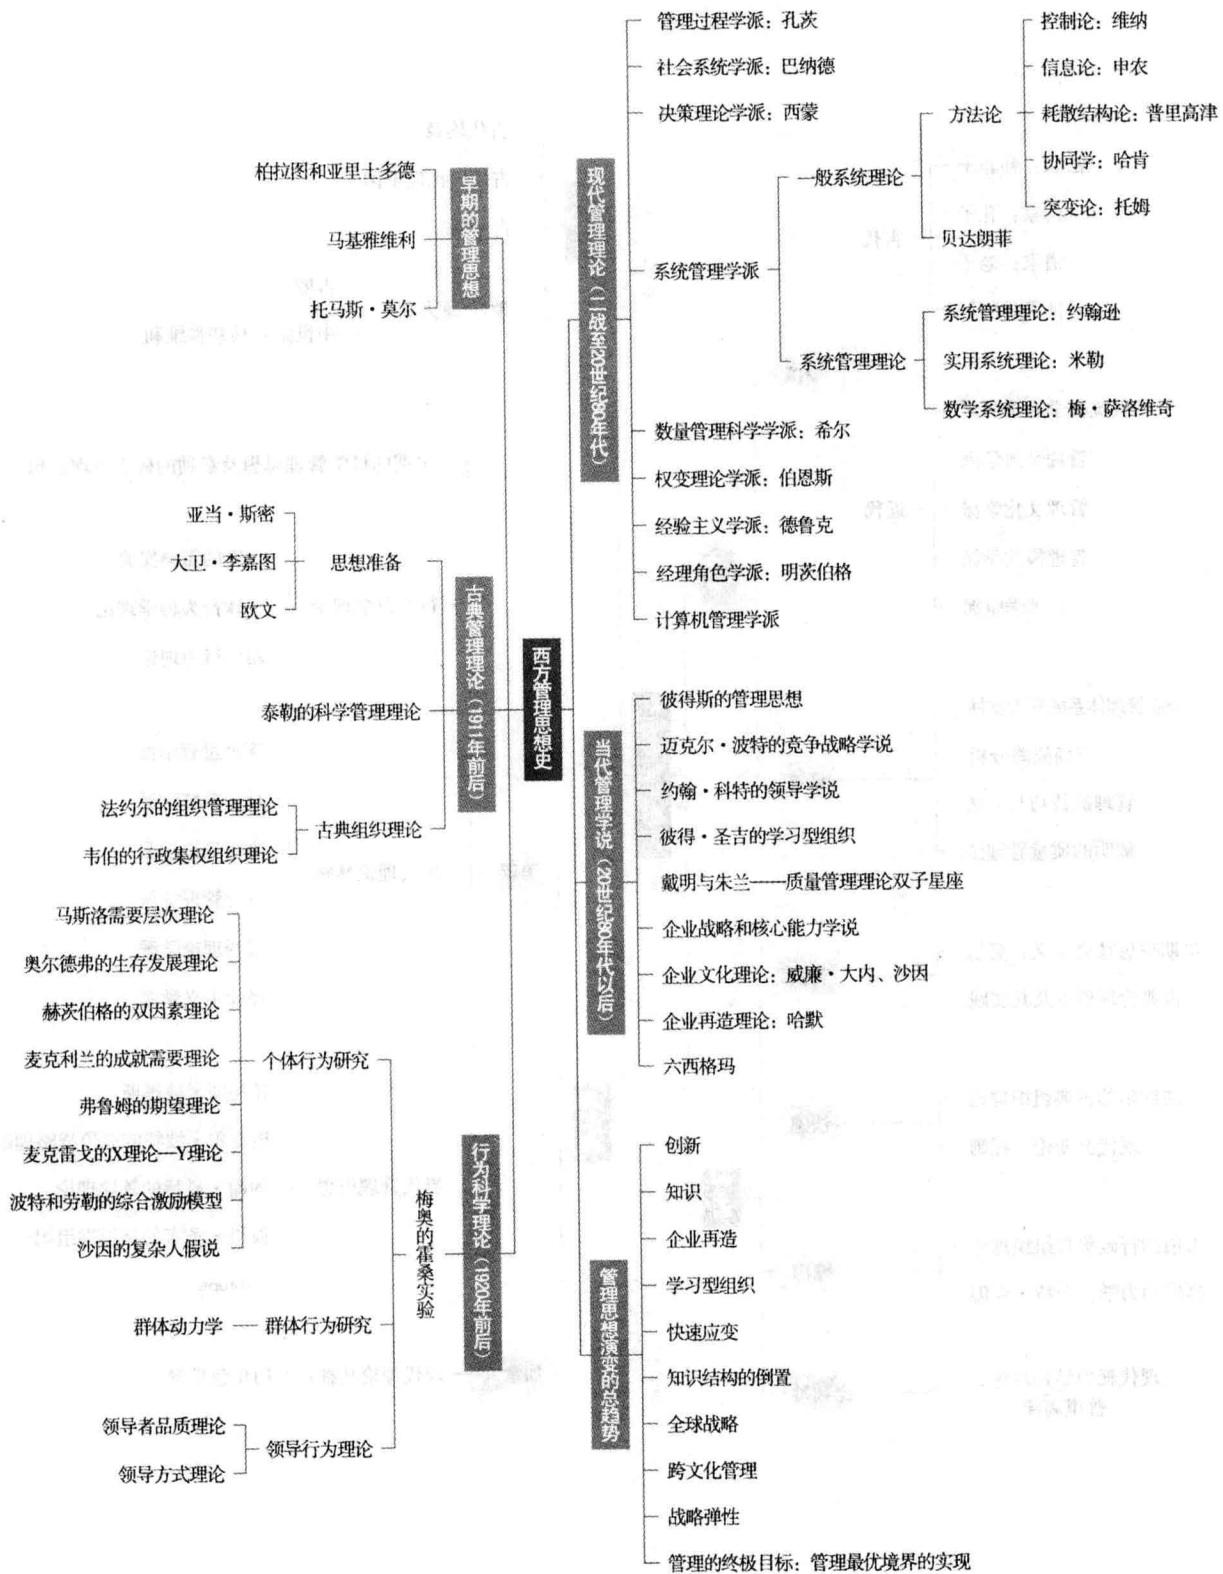 西方管理思想史
早期的管理思想
柏拉图和亚里士多德
马基雅维利
托马斯·莫尔
古典管理理论（1911年前后）
思想准备
亚当·斯密
大卫·李嘉图
欧文
泰勒的科学管理理论
古典组织理论
法约尔的组织管理理论
韦伯的行政集权组织理论
行为科学理论（1920年前后）
梅奥的霍桑实验
个体行为研究
马斯洛需要层次理论
奥尔德弗的生存发展理论
赫茨伯格的双因素理论
麦克利兰的成就需要理论
弗鲁姆的期望理论
麦克雷戈的X理论—Y理论
波特和劳勒的综合激励模型
沙因的复杂人假说
群体行为研究
群体动力学
领导行为理论
领导者品质理论
领导方式理论
现代管理理论（二战至20世纪80年代）
管理过程学派：孔茨
社会系统学派：巴纳德
决策理论学派：西蒙
系统管理学派
一般系统理论
方法论
控制论：维纳
信息论：申农
耗散结构论：普里高津
协同学：哈肯
突变论：托姆
贝达朗菲
系统管理理论
系统管理理论：约翰逊
实用系统理论：米勒
数学系统理论：梅·萨洛维奇
数量管理科学学派：希尔
权变理论学派：伯恩斯
经验主义学派：德鲁克
经理角色学派：明茨伯格
计算机管理学派
当代管理学说（20世纪80年代以后）
彼得斯的管理思想
迈克尔·波特的竞争战略学说
约翰·科特的领导学说
彼得·圣吉的学习型组织
戴明与朱兰——质量管理理论双子星座
企业战略和核心能力学说
企业文化理论：威廉·大内、沙因
企业再造理论：哈默
六西格玛
管理思想演变的总趋势
创新
知识
企业再造
学习型组织
快速应变
知识结构的倒置
全球战略
跨文化管理
战略弹性
管理的终极目标：管理最优境界的实现